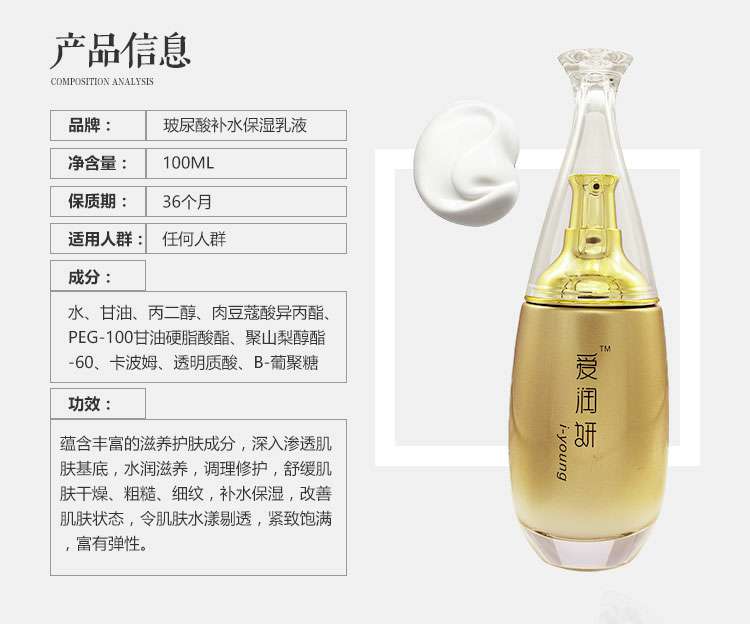 产品信息
COMPOSITION ANALYSIS
品牌： 玻尿酸补水保湿乳液
净含量： 100ML
保质期： 36个月
适用人群： 任何人群
成分：
水、甘油、丙二醇、肉豆蔻酸异丙酯、
PEG-100甘油硬脂酸酯、聚山梨醇酯
-60、卡波姆、透明质酸、B-葡聚糖
功效：
蕴含丰富的滋养护肤成分，深入渗透肌
肤基底，水润滋养，调理修护，舒缓肌
肤干燥、粗糙、细纹，补水保湿，改善
肌肤状态，令肌肤水漾剔透，紧致饱满
，富有弹性。
爱润妍™
i-young